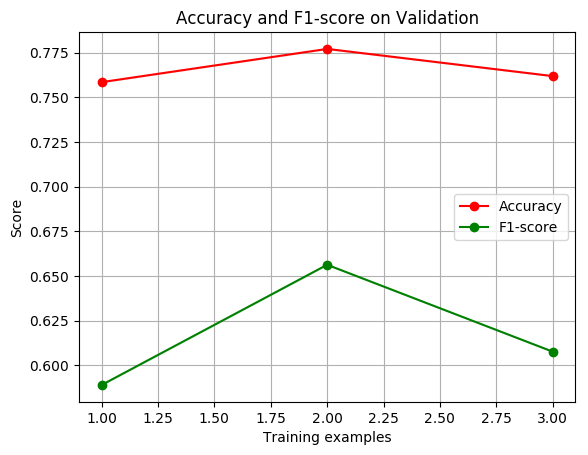 Accuracy and F1-score on Validation
0.775
0.750
0.725
0.700
0.675
0.650
0.625
0.600
Score
Accuracy
F1-score
1.00 1.25 1.50 1.75 2.00 2.25 2.50 2.75 3.00
Training examples